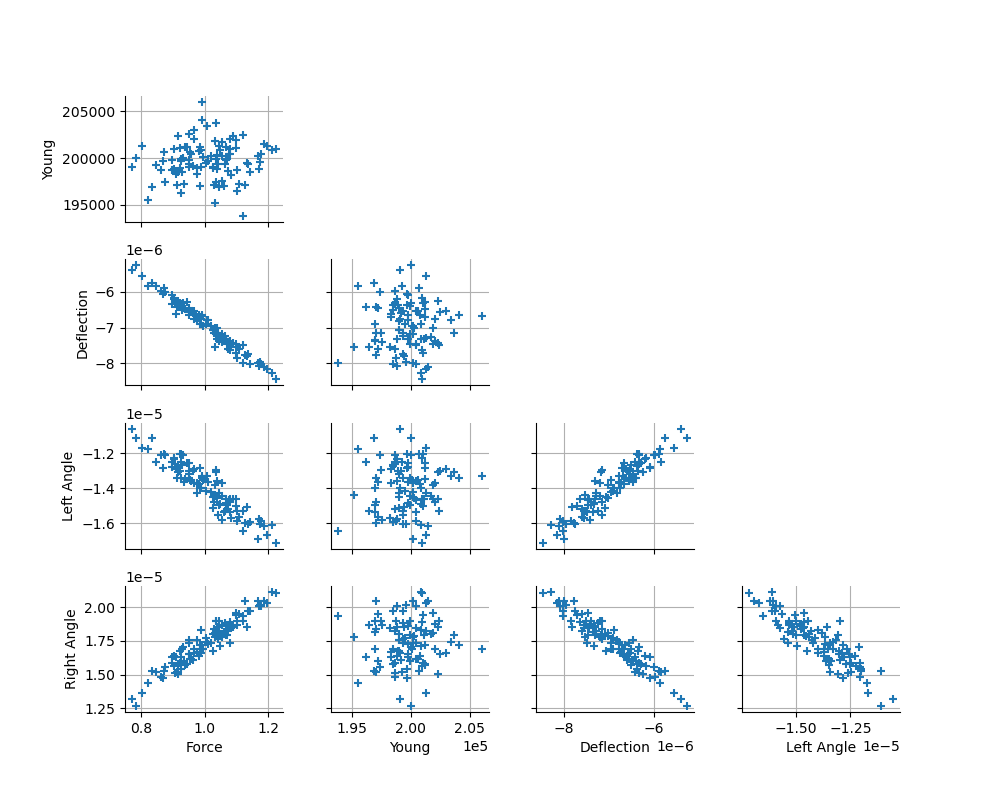 205000
200000
195000
Young
1e−6
−6
−7
−8
Deflection
1e−5
−1.2
−1.4
−1.6
Left Angle
1e−5
2.00
1.75
1.50
1.25
Right Angle
0.8 1.0 1.2
Force
1.95 2.00 2.05
Young 1e5
−8 −6
Deflection 1e−6
−1.50 −1.25
Left Angle 1e−5